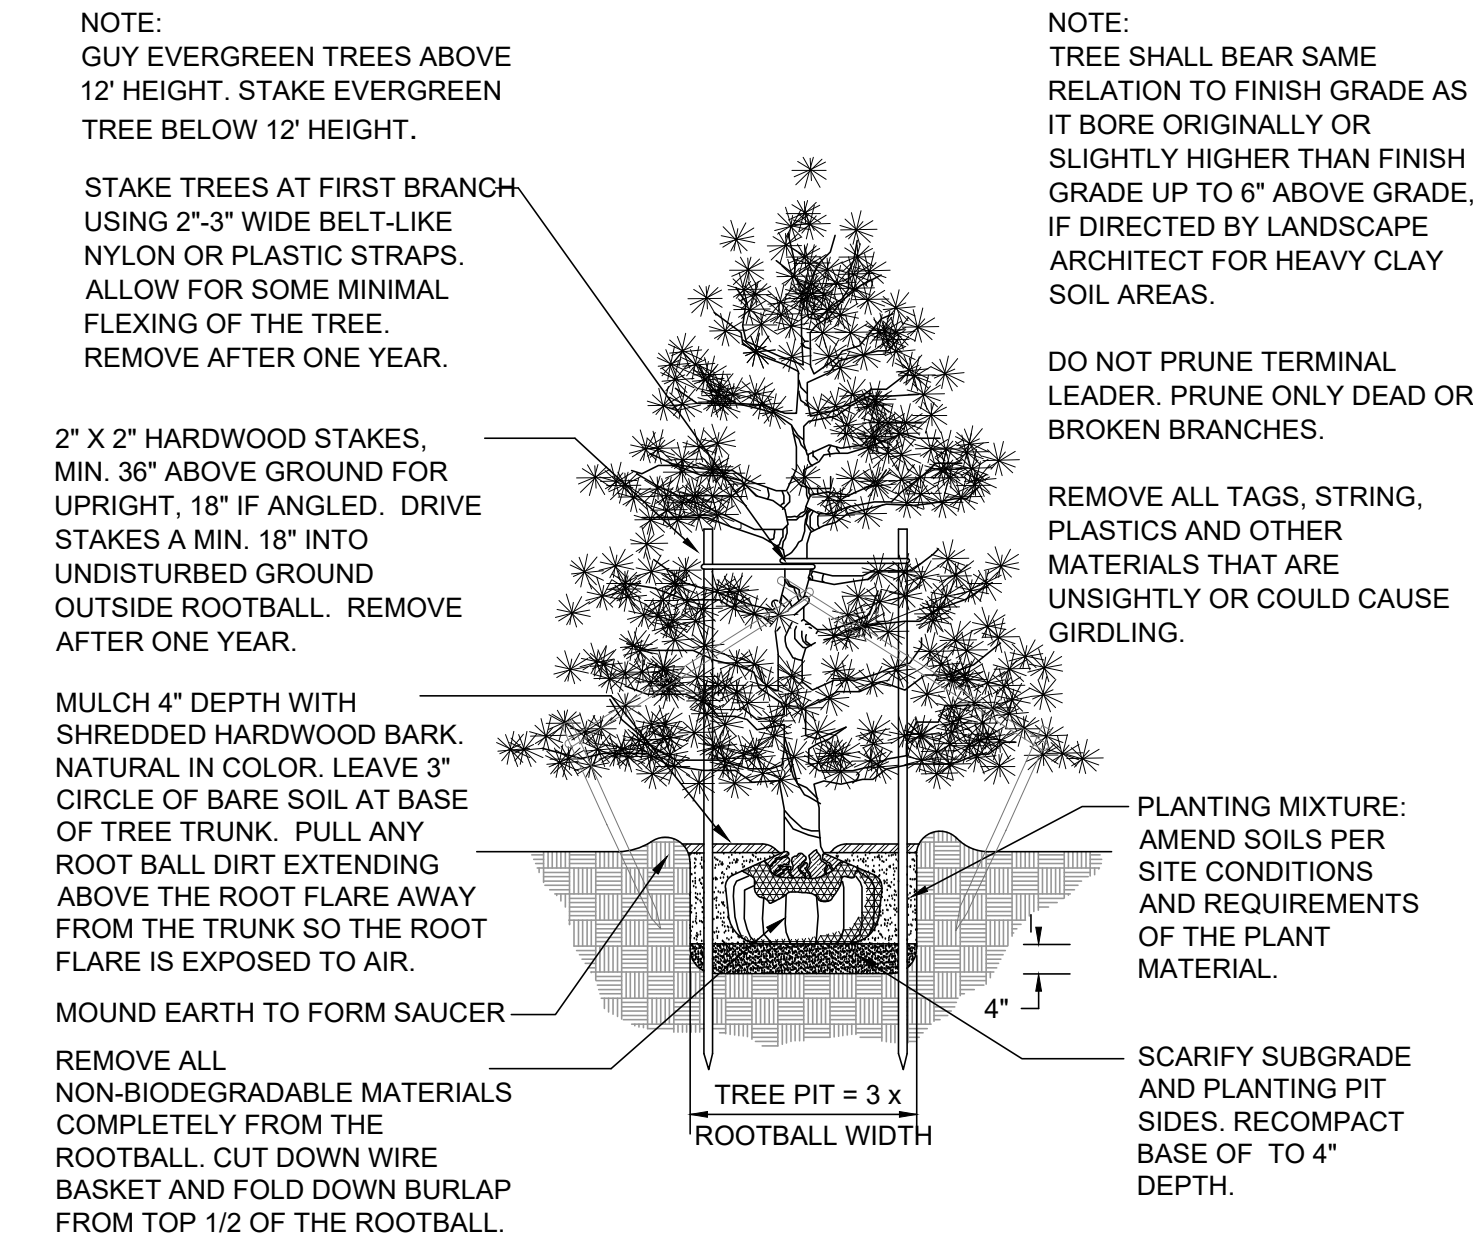 NOTE:
GUY EVERGREEN TREES ABOVE
12' HEIGHT. STAKE EVERGREEN
TREE BELOW 12' HEIGHT.
STAKE TREES AT FIRST BRANCH
USING 2"-3" WIDE BELT-LIKE
NYLON OR PLASTIC STRAPS.
ALLOW FOR SOME MINIMAL
FLEXING OF THE TREE.
REMOVE AFTER ONE YEAR.
2" X 2" HARDWOOD STAKES,
MIN. 36" ABOVE GROUND FOR
UPRIGHT, 18" IF ANGLED.  DRIVE
STAKES A MIN. 18" INTO
UNDISTURBED GROUND
OUTSIDE ROOTBALL.  REMOVE
AFTER ONE YEAR.
MULCH 4" DEPTH WITH
SHREDDED HARDWOOD BARK.
NATURAL IN COLOR. LEAVE 3"
CIRCLE OF BARE SOIL AT BASE
OF TREE TRUNK.  PULL ANY
ROOT BALL DIRT EXTENDING
ABOVE THE ROOT FLARE AWAY
FROM THE TRUNK SO THE ROOT
FLARE IS EXPOSED TO AIR.
MOUND EARTH TO FORM SAUCER
REMOVE ALL
NON-BIODEGRADABLE MATERIALS
COMPLETELY FROM THE
ROOTBALL. CUT DOWN WIRE
BASKET AND FOLD DOWN BURLAP
FROM TOP 1/2 OF THE ROOTBALL.
TREE PIT = 3 x
ROOTBALL WIDTH
4"
NOTE:
TREE SHALL BEAR SAME
RELATION TO FINISH GRADE AS
IT BORE ORIGINALLY OR
SLIGHTLY HIGHER THAN FINISH
GRADE UP TO 6" ABOVE GRADE,
IF DIRECTED BY LANDSCAPE
ARCHITECT FOR HEAVY CLAY
SOIL AREAS.
DO NOT PRUNE TERMINAL
LEADER. PRUNE ONLY DEAD OR
BROKEN BRANCHES.
REMOVE ALL TAGS, STRING,
PLASTICS AND OTHER
MATERIALS THAT ARE
UNSIGHTLY OR COULD CAUSE
GIRDLING.
PLANTING MIXTURE:
AMEND SOILS PER
SITE CONDITIONS
AND REQUIREMENTS
OF THE PLANT
MATERIAL.
SCARIFY SUBGRADE
AND PLANTING PIT
SIDES. RECOMPACT
BASE OF  TO 4"
DEPTH.